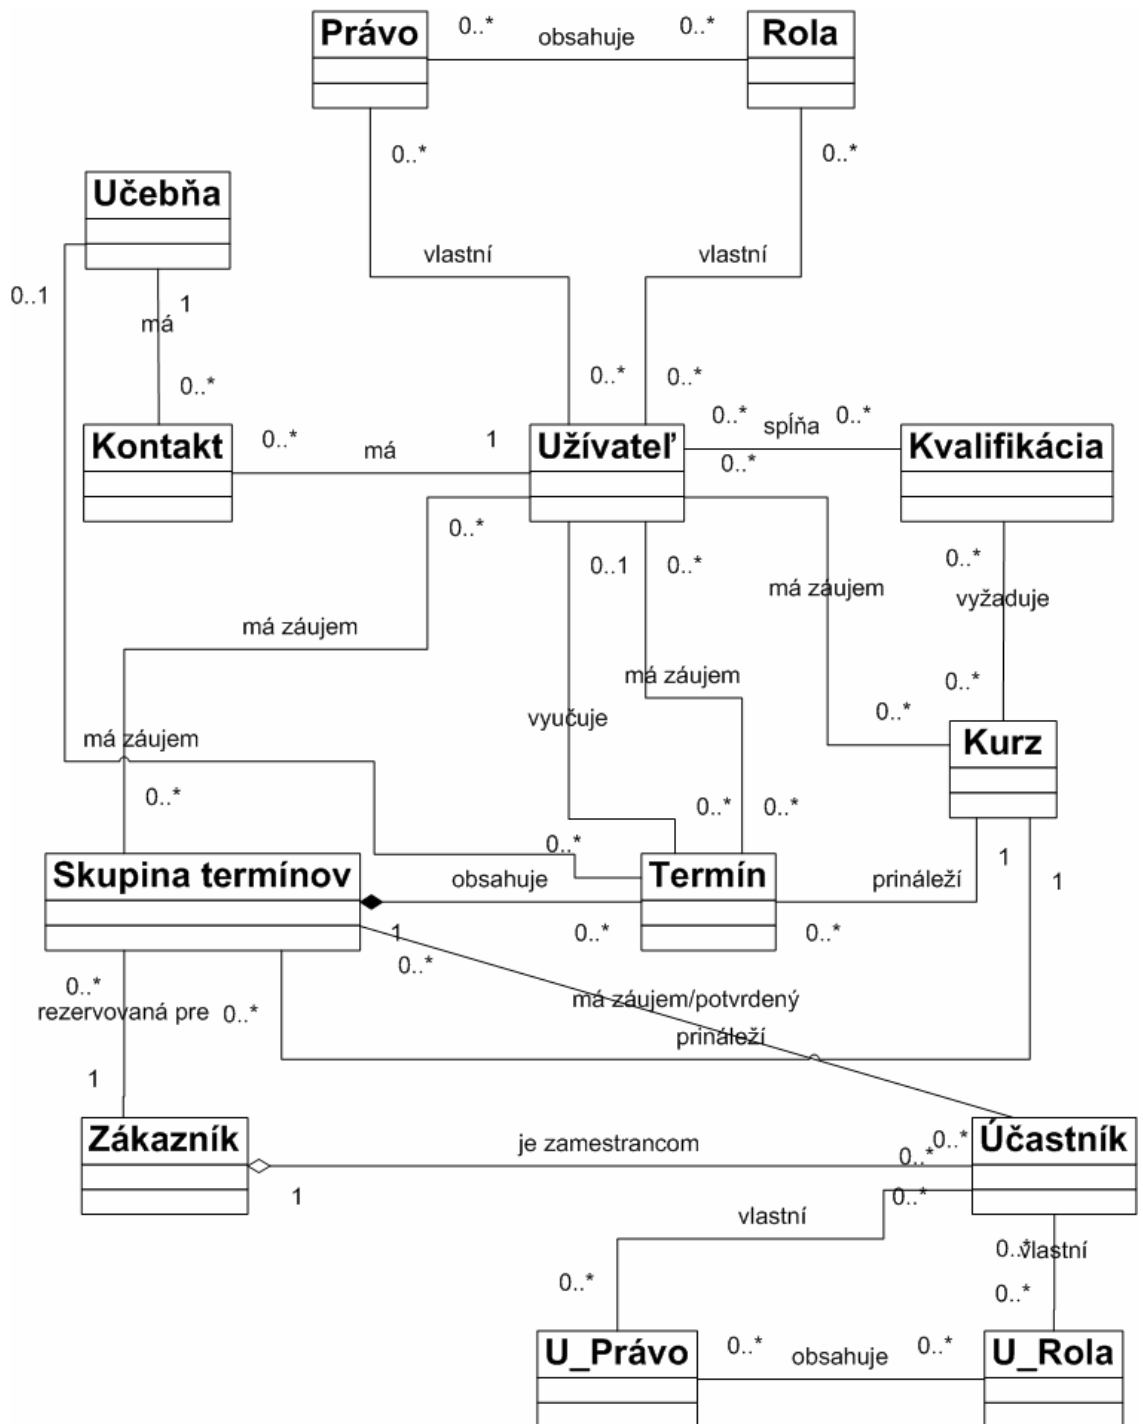 Právo 0..* obsahuje 0..* Rola
0..* 0..*
Učebňa
vlastní vlastní
0..1 1
má
0..* 0..* 0..*
0..* spĺňa 0..*
Kontakt 0..* má 1 Užívateľ 0..* Kvalifikácia
0..* 0..1 0..* 0..*
má záujem vyžaduje
má záujem
má záujem 0..*
vyučuje 0..*
má záujem Kurz
0..* 0..* 0..*
0..*
Skupina termínov obsahuje Termín prináleží 1 1
1 0..* 0..*
0..*
0..* má záujem/potvrdený
rezervovaná pre 0..*
prináleží
1
Zákazník je zamestrancom 0..* Účastník
0..*
1 0..*
vlastní
0..* vlastní
0..* 0..*
U_Právo 0..* obsahuje 0..* U_Rola